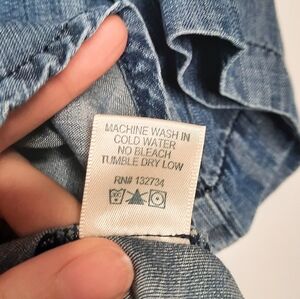 MACHINE WASH IN
COLD WATER
NO BLEACH
TUMBLE DRY LOW
RN# 132734